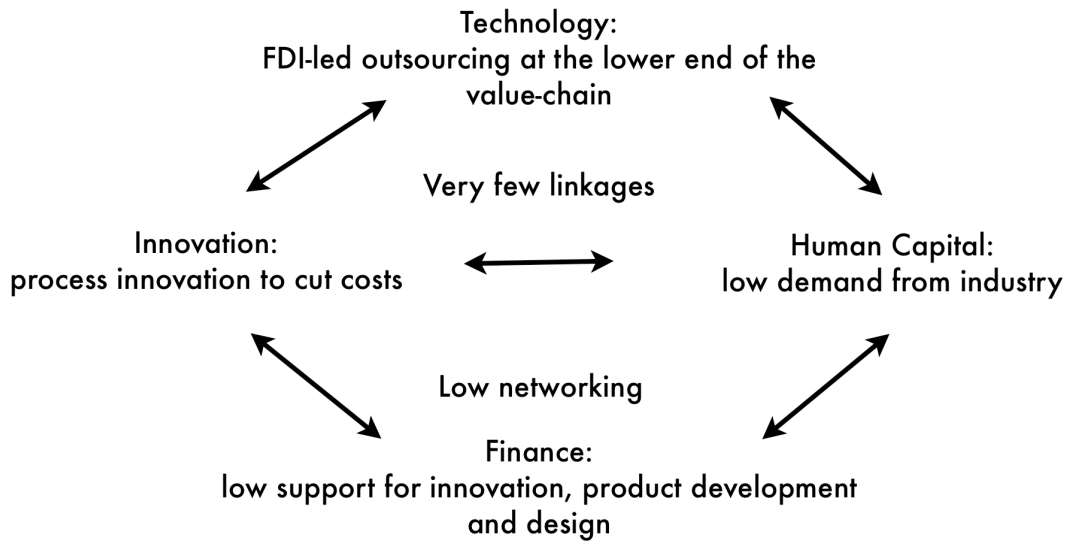 Technology:
FDI-led outsourcing at the lower end of the
value-chain
Very few linkages
Innovation:
process innovation to cut costs
Human Capital:
low demand from industry
Low networking
Finance:
low support for innovation, product development
and design